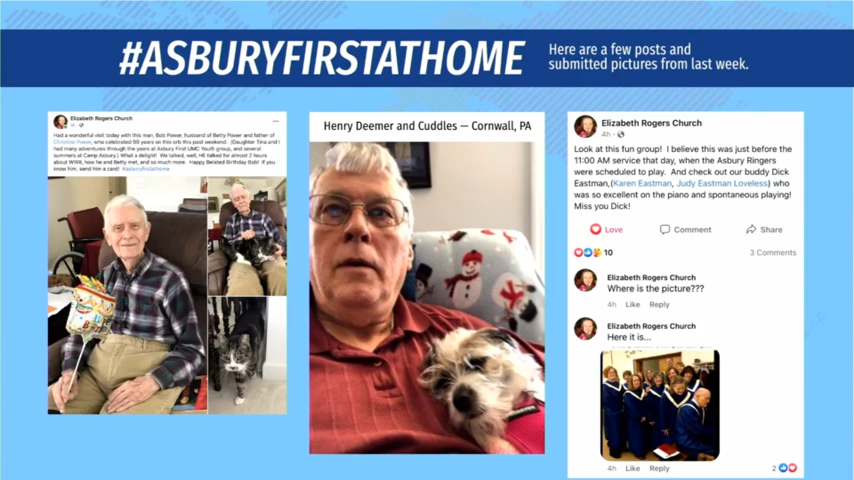 #ASBURYFIRSTATHOME
Here are a few posts and
submitted pictures from last week.
Elizabeth Rogers Church
Had a wonderful visit today with this man, Bob Power, husband of Betty Power and father of
Christine Power, who celebrated 99 years on this orb this past weekend. (Daughter Tina and I
had many adventures through the years at Asbury First UMC Youth group, and several
summers at Camp Asbury.) What a delight! We talked, well, HE talked for almost 2 hours
about WWII, how he and Betty met, and so much more. Happy Belated Birthday Bob! If you
know him, send him a card! #asburyfirstathome
Henry Deemer and Cuddles — Cornwall, PA
Elizabeth Rogers Church
4h ·
Look at this fun group! I believe this was just before the
11:00 AM service that day, when the Asbury Ringers
were scheduled to play. And check out our buddy Dick
Eastman,(Karen Eastman, Judy Eastman Loveless) who
was so excellent on the piano and spontaneous playing!
Miss you Dick!
Love Comment Share
10 3 Comments
Elizabeth Rogers Church
Where is the picture???
4h Like Reply
Elizabeth Rogers Church
Here it is...
4h Like Reply 2